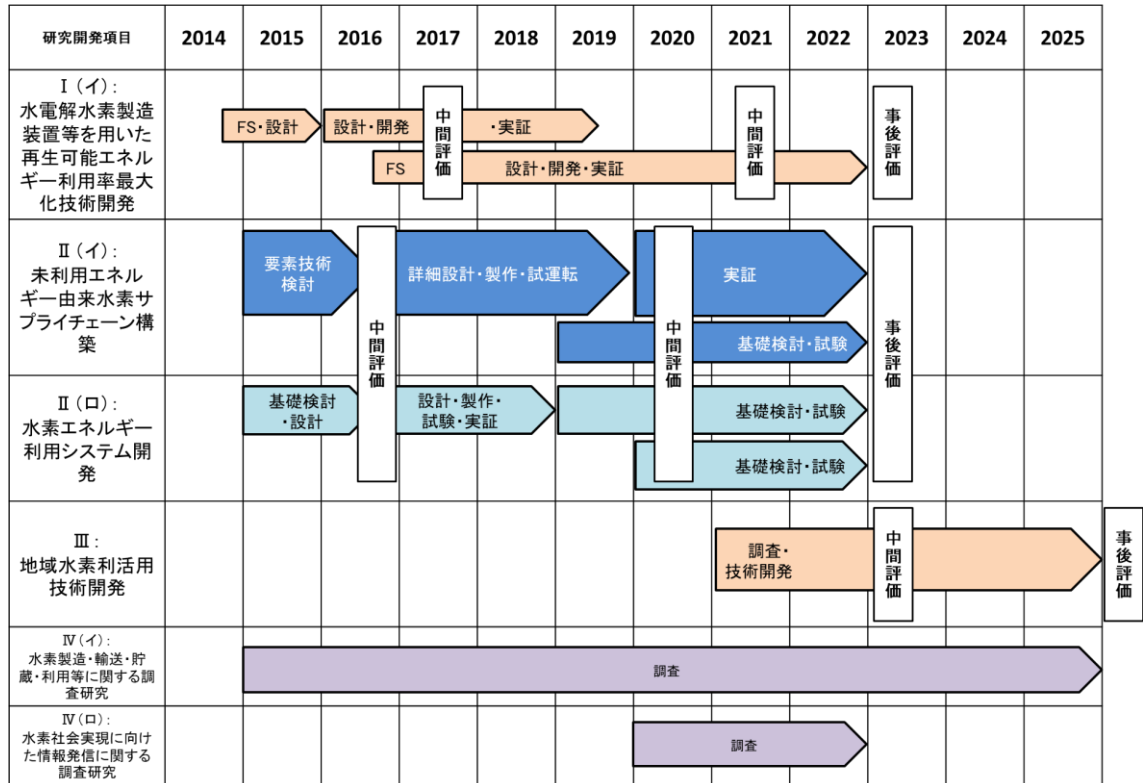 研究開発項目 2014 2015 2016 2017 2018 2019 2020 2021 2022 2023 2024 2025
Ⅰ(イ):
水電解水素製造
装置等を用いた
再生可能エネル
ギー利用率最大
化技術開発
FS・設計
設計・開発
・実証
FS
設計・開発・実証
中間評価
中間評価
事後評価
Ⅱ(イ):
未利用エネル
ギー由来水素サ
プライチェーン構
築
要素技術
検討
詳細設計・製作・試運転
実証
基礎検討・試験
中間評価
中間評価
事後評価
Ⅱ(ロ):
水素エネルギー
利用システム開
発
基礎検討
・設計
設計・製作・
試験・実証
基礎検討・試験
基礎検討・試験
Ⅲ:
地域水素利活用
技術開発
調査・
技術開発
中間評価
事後評価
Ⅳ(イ):
水素製造・輸送・貯
蔵・利用等に関する調
査研究
調査
Ⅳ(ロ):
水素社会実現に向け
た情報発信に関する
調査研究
調査